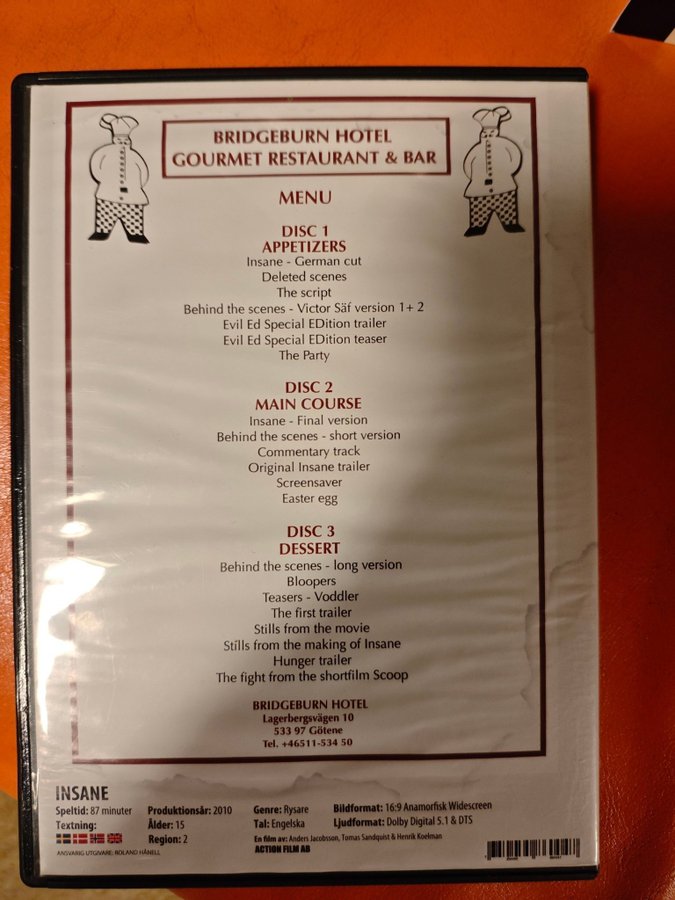 BRIDGEBURN HOTEL
GOURMET RESTAURANT & BAR
MENU
DISC 1
APPETIZERS
Insane - German cut
Deleted scenes
The script
Behind the scenes - Victor Säf version 1+ 2
Evil Ed Special EDition trailer
Evil Ed Special EDition teaser
The Party
DISC 2
MAIN COURSE
Insane - Final version
Behind the scenes - short version
Commentary track
Original Insane trailer
Screensaver
Easter egg
DISC 3
DESSERT
Behind the scenes - long version
Bloopers
Teasers - Voddler
The first trailer
Stills from the movie
Stills from the making of Insane
Hunger trailer
The fight from the shortfilm Scoop
BRIDGEBURN HOTEL
Lagerbergsvägen 10
533 97 Götene
Tel. +46511-534 50
INSANE
Speltid: 87 minuter Produktionsår: 2010 Genre: Rysare Bildformat: 16:9 Anamorfisk Widescreen
Textning: Ålder: 15 Tal: Engelska Ljudformat: Dolby Digital 5.1 & DTS
Region: 2 En film av: Anders Jacobsson, Tomas Sandquist & Henrik Koelman
ANSVARIG UTGIVARE: ROLAND HÅNELL ACTION FILM AB